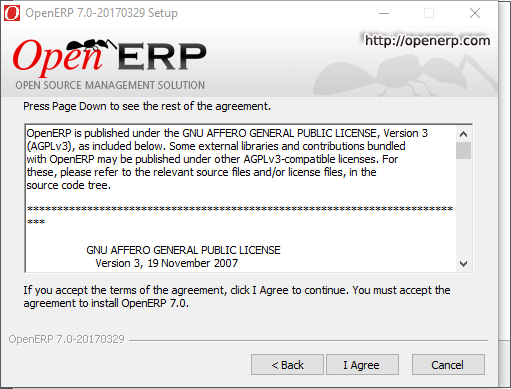 OpenERP 7.0-20170329 Setup
http://openerp.com
Open ERP
OPEN SOURCE MANAGEMENT SOLUTION
Press Page Down to see the rest of the agreement.
OpenERP is published under the GNU AFFERO GENERAL PUBLIC LICENSE, Version 3
(AGPLv3), as included below. Some external libraries and contributions bundled
with OpenERP may be published under other AGPLv3-compatible licenses. For
these, please refer to the relevant source files and/or license files, in the
source code tree.
***********************************************************************
***
GNU AFFERO GENERAL PUBLIC LICENSE
Version 3, 19 November 2007
If you accept the terms of the agreement, click I Agree to continue. You must accept the
agreement to install OpenERP 7.0.
OpenERP 7.0-20170329
< Back
I Agree
Cancel